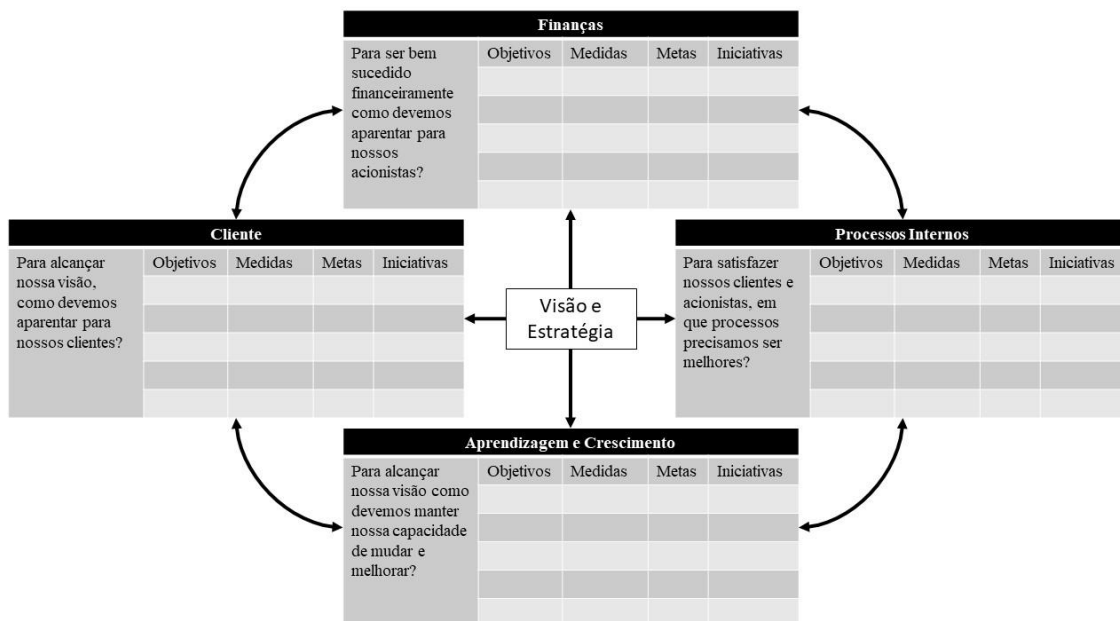 Finanças
Para ser bem
sucedido
financeiramente
como devemos
aparentar para
nossos
acionistas?
Objetivos Medidas Metas Iniciativas
Cliente
Para alcançar
nossa visão,
como devemos
aparentar para
nossos clientes?
Objetivos Medidas Metas Iniciativas
Visão e
Estratégia
Processos Internos
Para satisfazer
nossos clientes e
acionistas, em
que processos
precisamos ser
melhores?
Objetivos Medidas Metas Iniciativas
Aprendizagem e Crescimento
Para alcançar
nossa visão como
devemos manter
nossa capacidade
de mudar e
melhorar?
Objetivos Medidas Metas Iniciativas